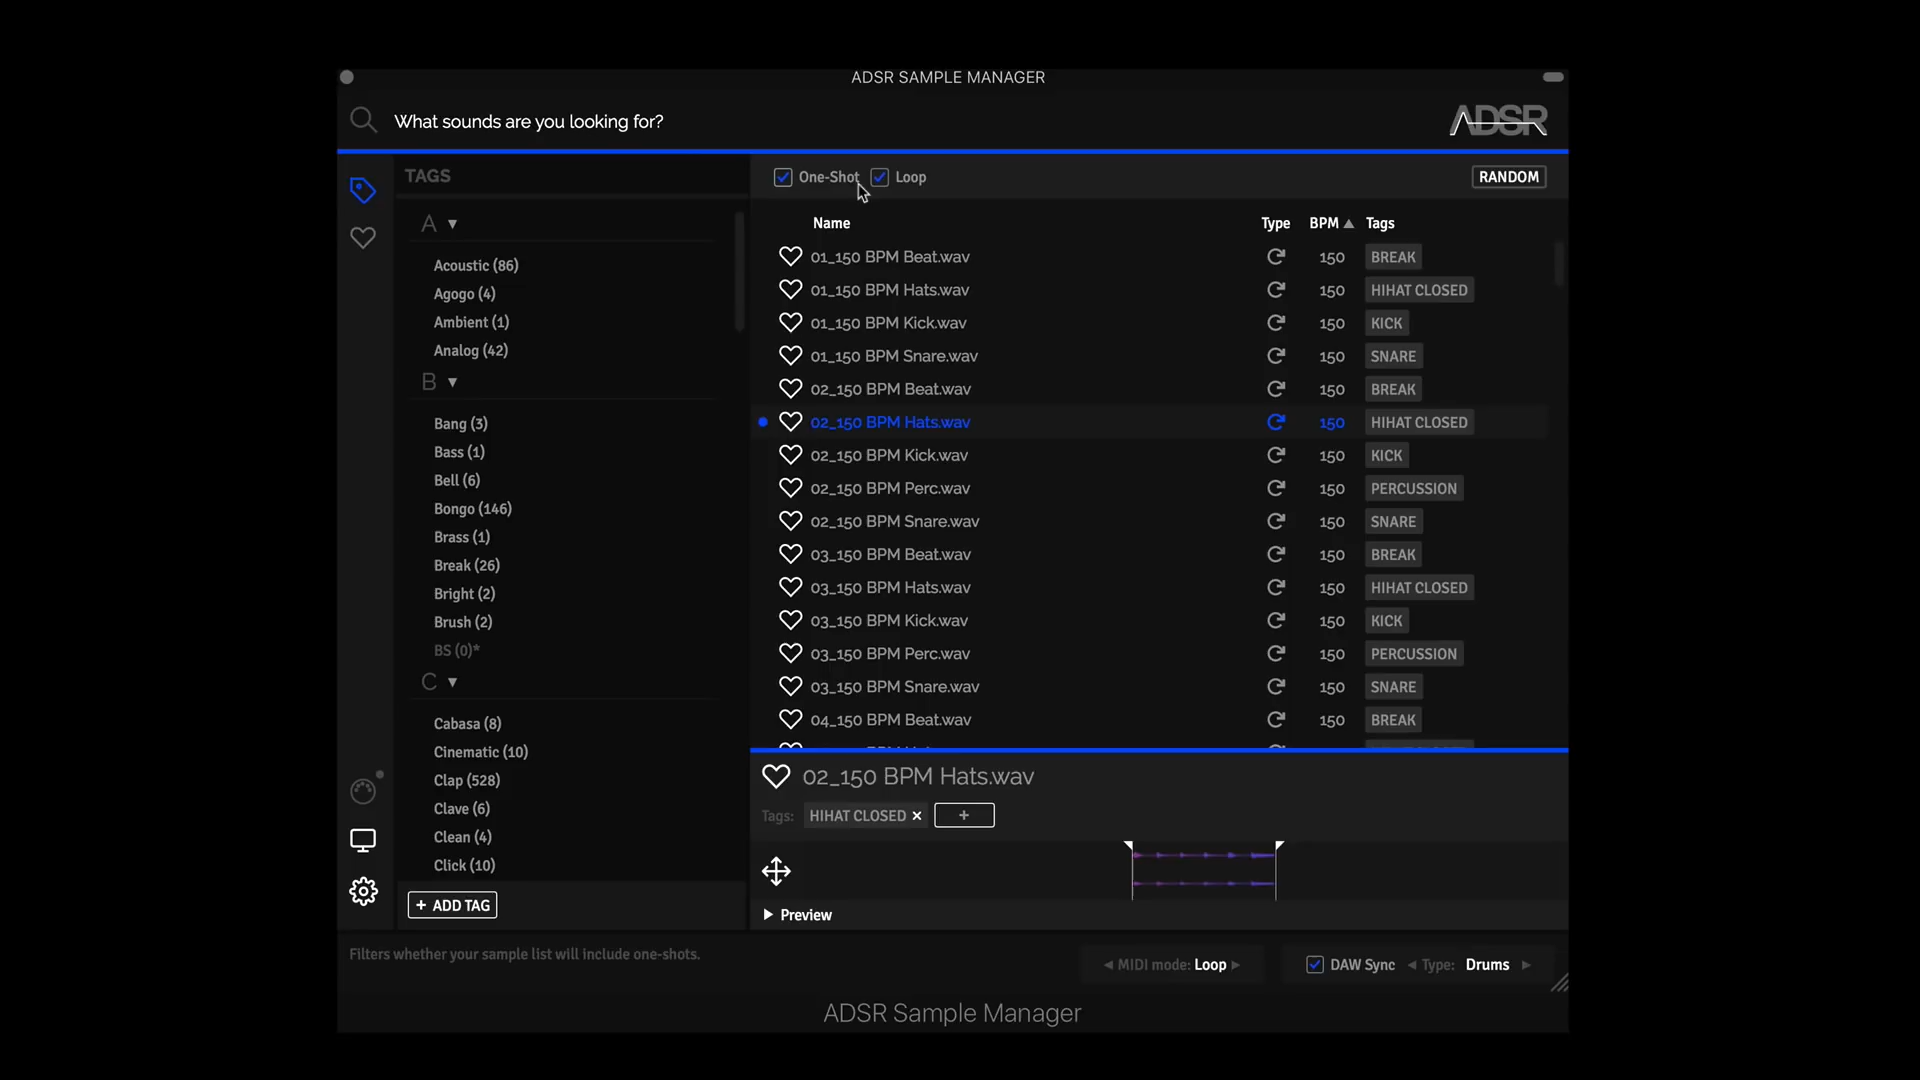 ADSR SAMPLE MANAGER
What sounds are you looking for?
ADSR
TAGS
A
Acoustic (86)
Agogo (4)
Ambient (1)
Analog (42)
B
Bang (3)
Bass (1)
Bell (6)
Bongo (146)
Brass (1)
Break (26)
Bright (2)
Brush (2)
BS (0)*
C
Cabasa (8)
Cinematic (10)
Clap (528)
Clave (6)
Clean (4)
Click (10)
+ ADD TAG
One-Shot Loop RANDOM
Name Type BPM Tags
01_150 BPM Beat.wav 150 BREAK
01_150 BPM Hats.wav 150 HIHAT CLOSED
01_150 BPM Kick.wav 150 KICK
01_150 BPM Snare.wav 150 SNARE
02_150 BPM Beat.wav 150 BREAK
02_150 BPM Hats.wav 150 HIHAT CLOSED
02_150 BPM Kick.wav 150 KICK
02_150 BPM Perc.wav 150 PERCUSSION
02_150 BPM Snare.wav 150 SNARE
03_150 BPM Beat.wav 150 BREAK
03_150 BPM Hats.wav 150 HIHAT CLOSED
03_150 BPM Kick.wav 150 KICK
03_150 BPM Perc.wav 150 PERCUSSION
03_150 BPM Snare.wav 150 SNARE
04_150 BPM Beat.wav 150 BREAK
02_150 BPM Hats.wav
Tags: HIHAT CLOSED × +
Preview
Filters whether your sample list will include one-shots.
MIDI mode: Loop DAW Sync Type: Drums
ADSR Sample Manager